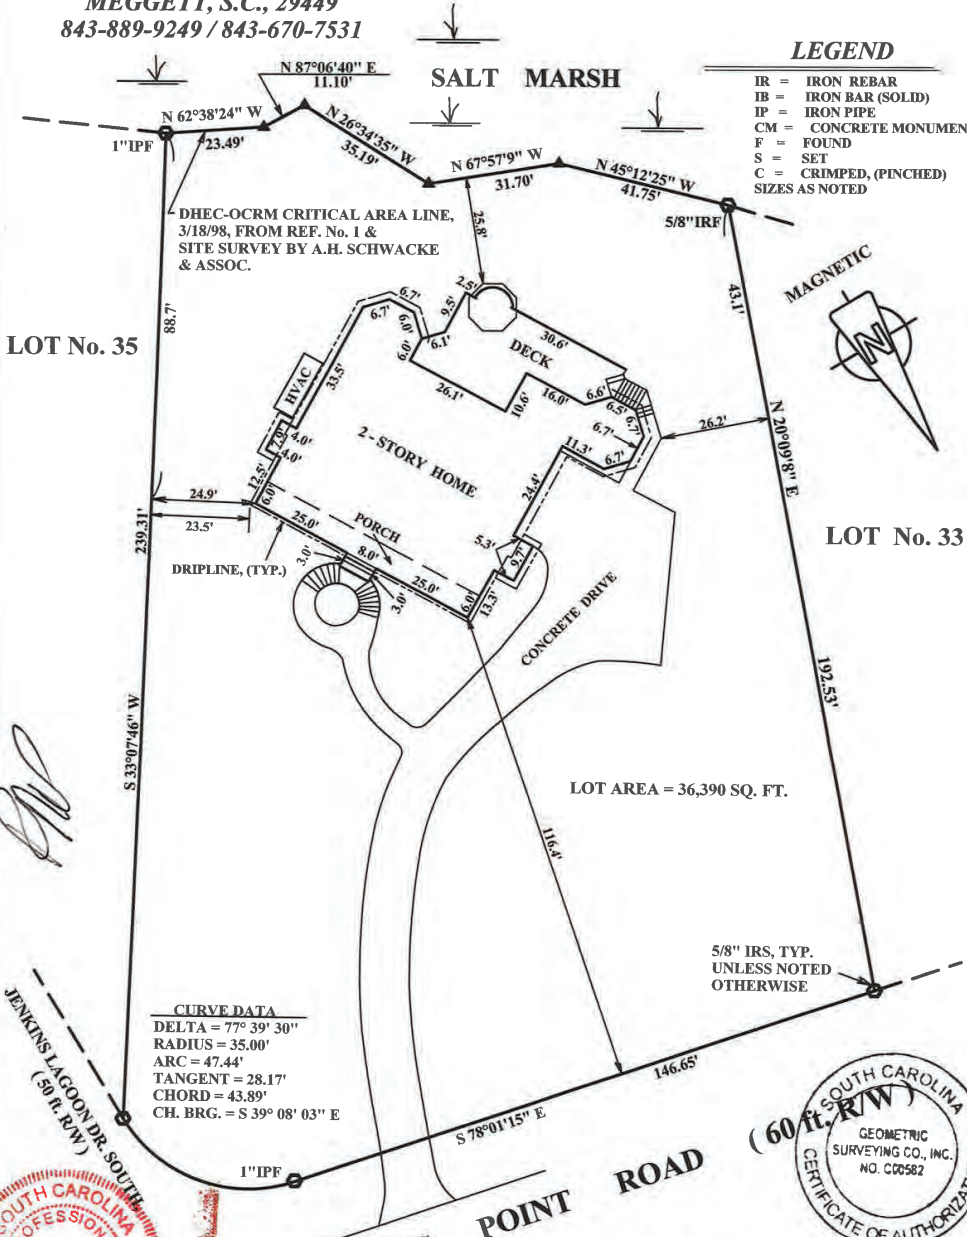 MEGGETT, S.C., 29449
843-889-9249 / 843-670-7531
LEGEND
IR = IRON REBAR
IB = IRON BAR (SOLID)
IP = IRON PIPE
CM = CONCRETE MONUMEN
F = FOUND
S = SET
C = CRIMPED, (PINCHED)
SIZES AS NOTED
SALT MARSH
N 87°06'40" E
11.10'
N 62°38'24" W
23.49'
1"IPF
N 26°34'35" W
35.19'
N 67°57'9" W
31.70'
N 45°12'25" W
41.75'
5/8"IRF
DHEC-OCRM CRITICAL AREA LINE,
3/18/98, FROM REF. No. 1 &
SITE SURVEY BY A.H. SCHWACKE
& ASSOC.
25.8'
MAGNETIC
N
43.1'
88.7'
LOT No. 35
2.5'
9.5'
6.7'
6.7'
6.0'
6.0'
6.1'
30.6'
DECK
HVAC
33.5'
26.1'
10.6'
16.0'
6.6'
6.5'
6.7'
6.7'
6.7'
11.3'
26.2'
N 20°09'8" E
7.9'
4.0'
4.0'
2 - STORY HOME
12.5'
6.0'
24.4'
24.9'
23.5'
25.0'
PORCH
8.0'
25.0'
3.0'
3.0'
5.3'
9.7'
6.0'
13.3'
239.31'
DRIPLINE, (TYP.)
LOT No. 33
CONCRETE DRIVE
192.53'
S 33°07'46" W
LOT AREA = 36,390 SQ. FT.
116.4'
5/8" IRS, TYP.
UNLESS NOTED
OTHERWISE
CURVE DATA
DELTA = 77° 39' 30"
RADIUS = 35.00'
ARC = 47.44'
TANGENT = 28.17'
CHORD = 43.89'
CH. BRG. = S 39° 08' 03" E
JENKINS LAGOON DR. SOUTH
( 50 ft. R/W )
1"IPF
S 78°01'15" E
146.65'
POINT ROAD ( 60 ft. R/W )
SOUTH CAROLINA
GEOMETRIC
SURVEYING CO., INC.
NO. C00582
CERTIFICATE OF AUTHORIZAT
OUTH CAROLINA
OFESSION